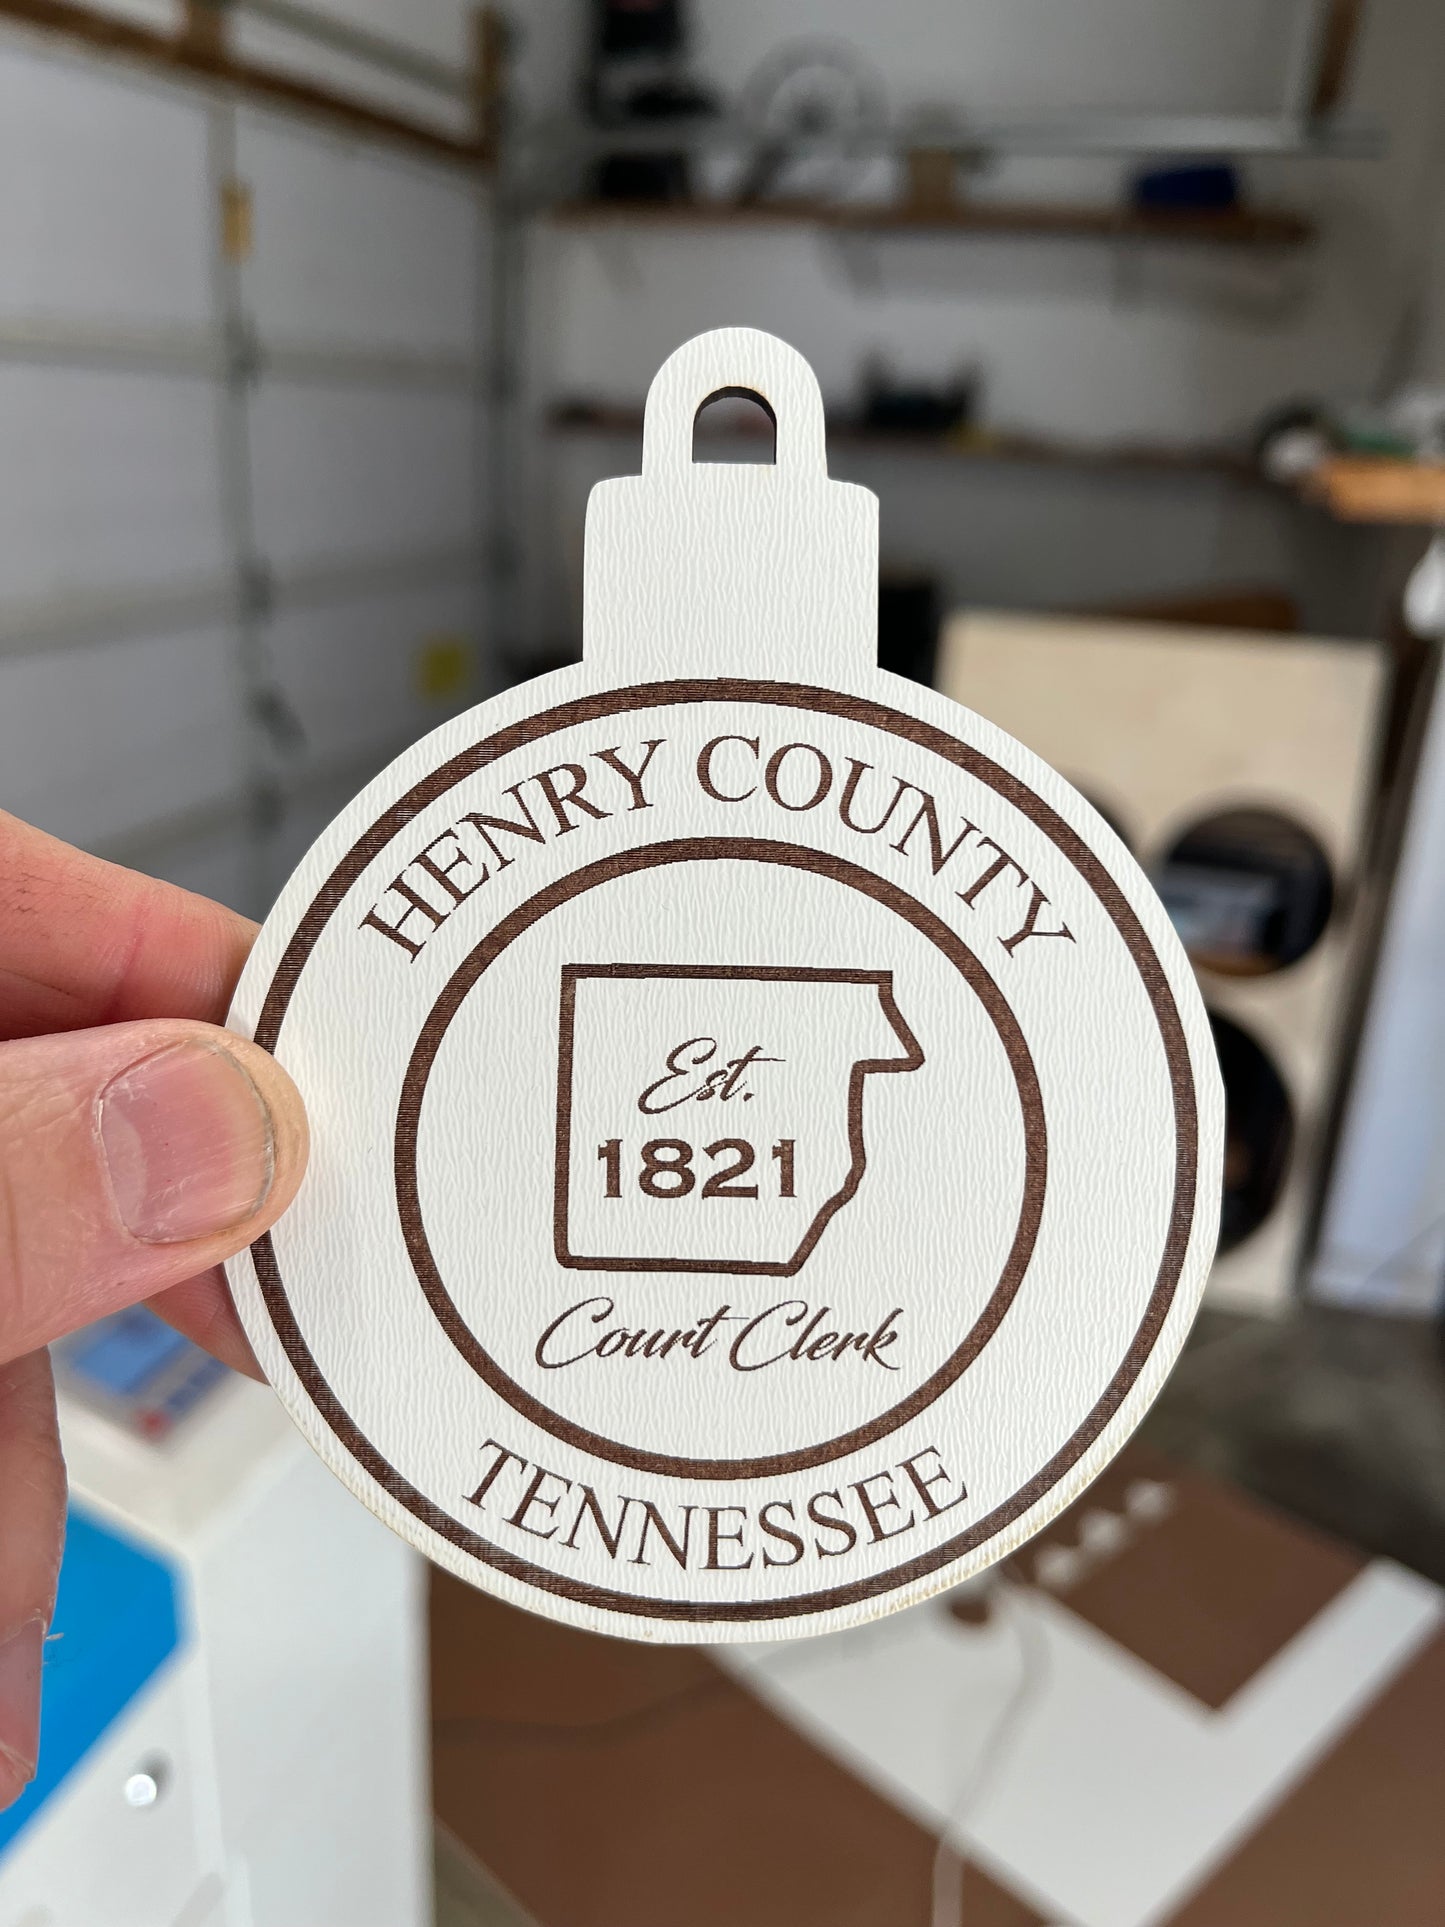 HENRY COUNTY
Est.
1821
Court Clerk
TENNESSEE